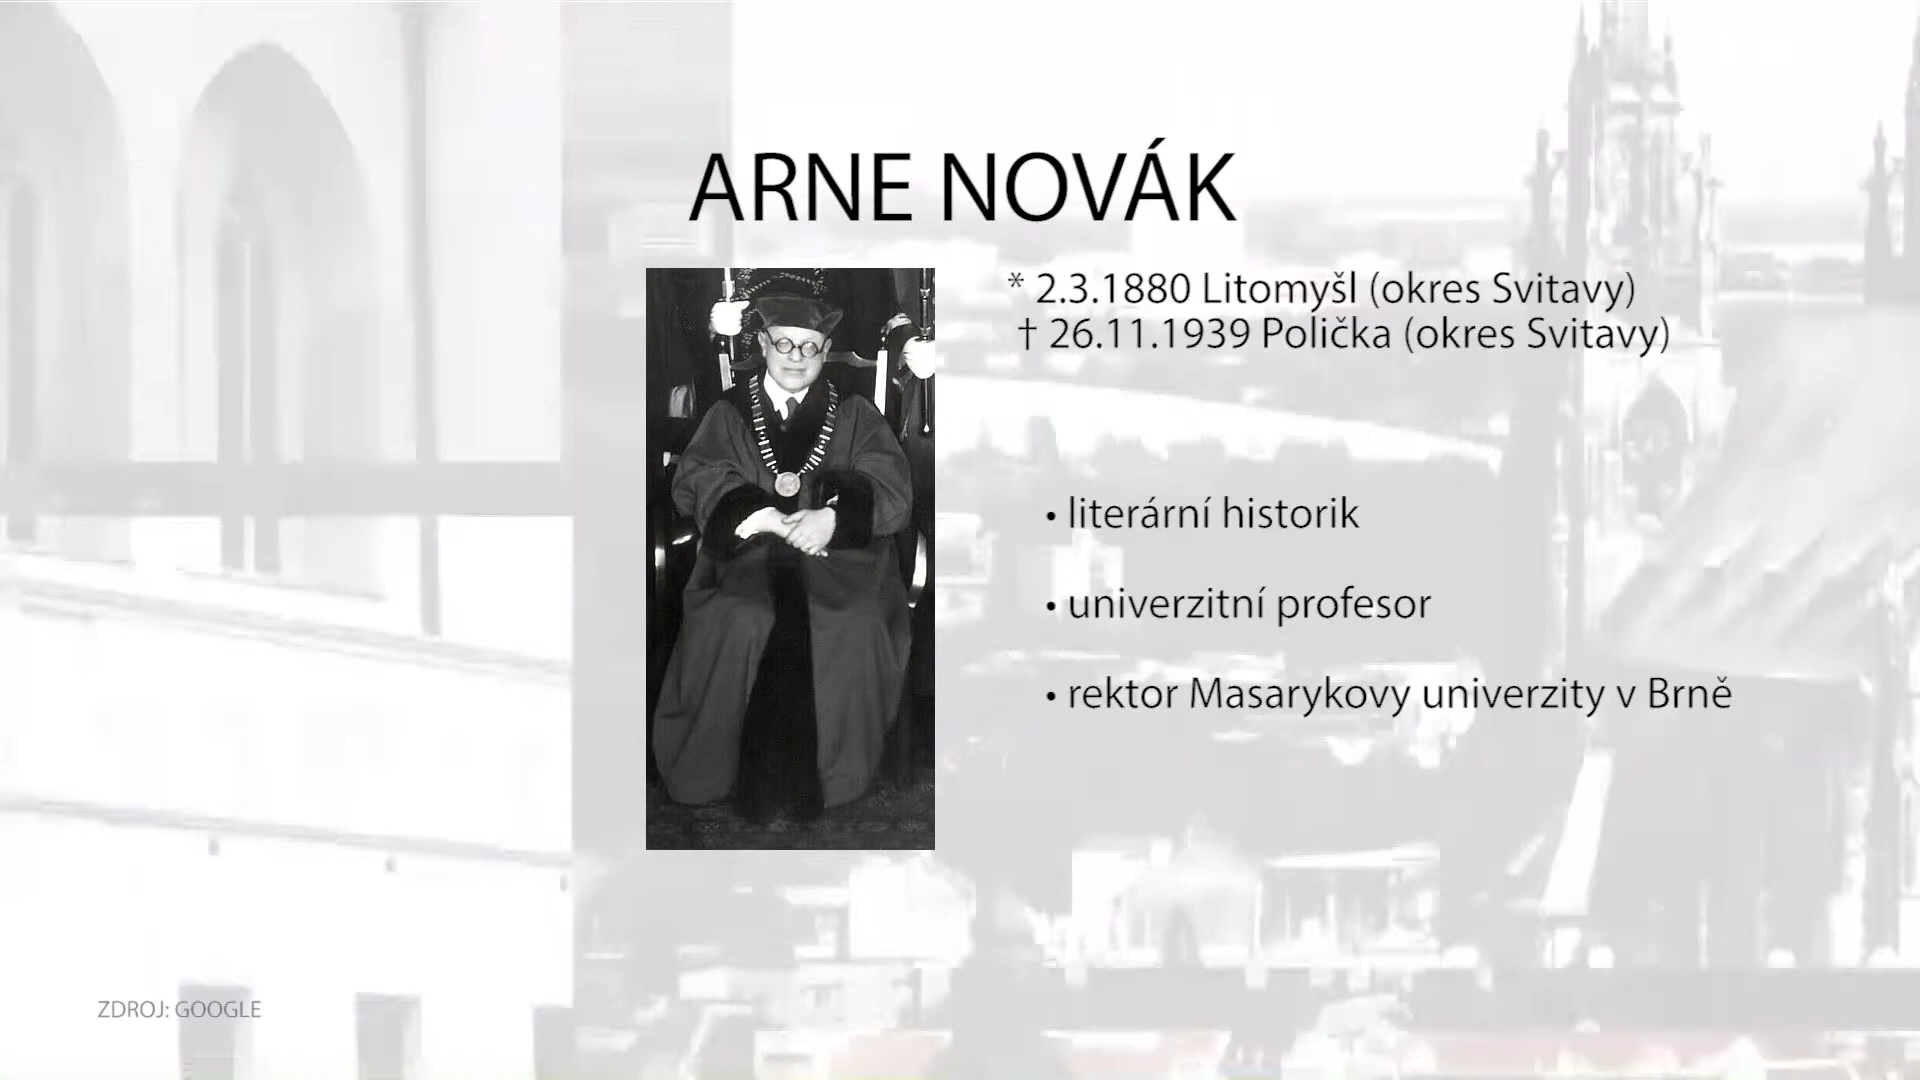 ARNE NOVÁK
* 2.3.1880 Litomyšl (okres Svitavy)
† 26.11.1939 Polička (okres Svitavy)
• literární historik
• univerzitní profesor
• rektor Masarykovy univerzity v Brně
ZDROJ: GOOGLE